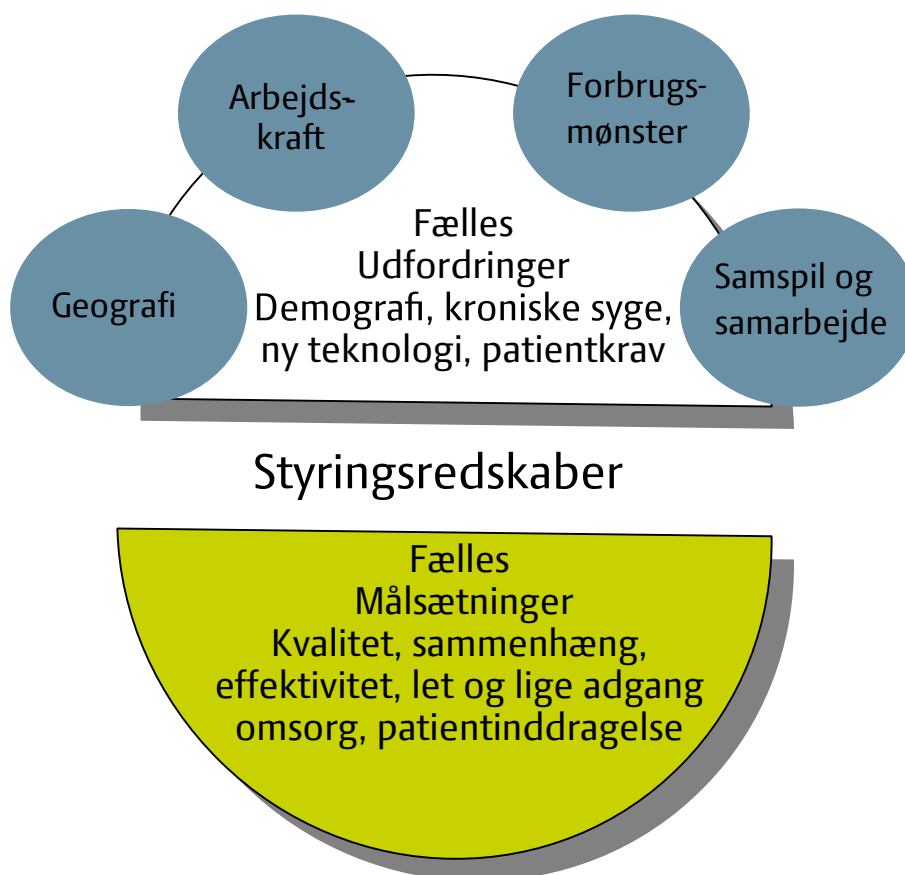 Arbejds-
kraft
Forbrugs-
mønster
Geografi
Samspil og
samarbejde
Fælles
Udfordringer
Demografi, kroniske syge,
ny teknologi, patientkrav
Styringsredskaber
Fælles
Målsætninger
Kvalitet, sammenhæng,
effektivitet, let og lige adgang
omsorg, patientinddragelse